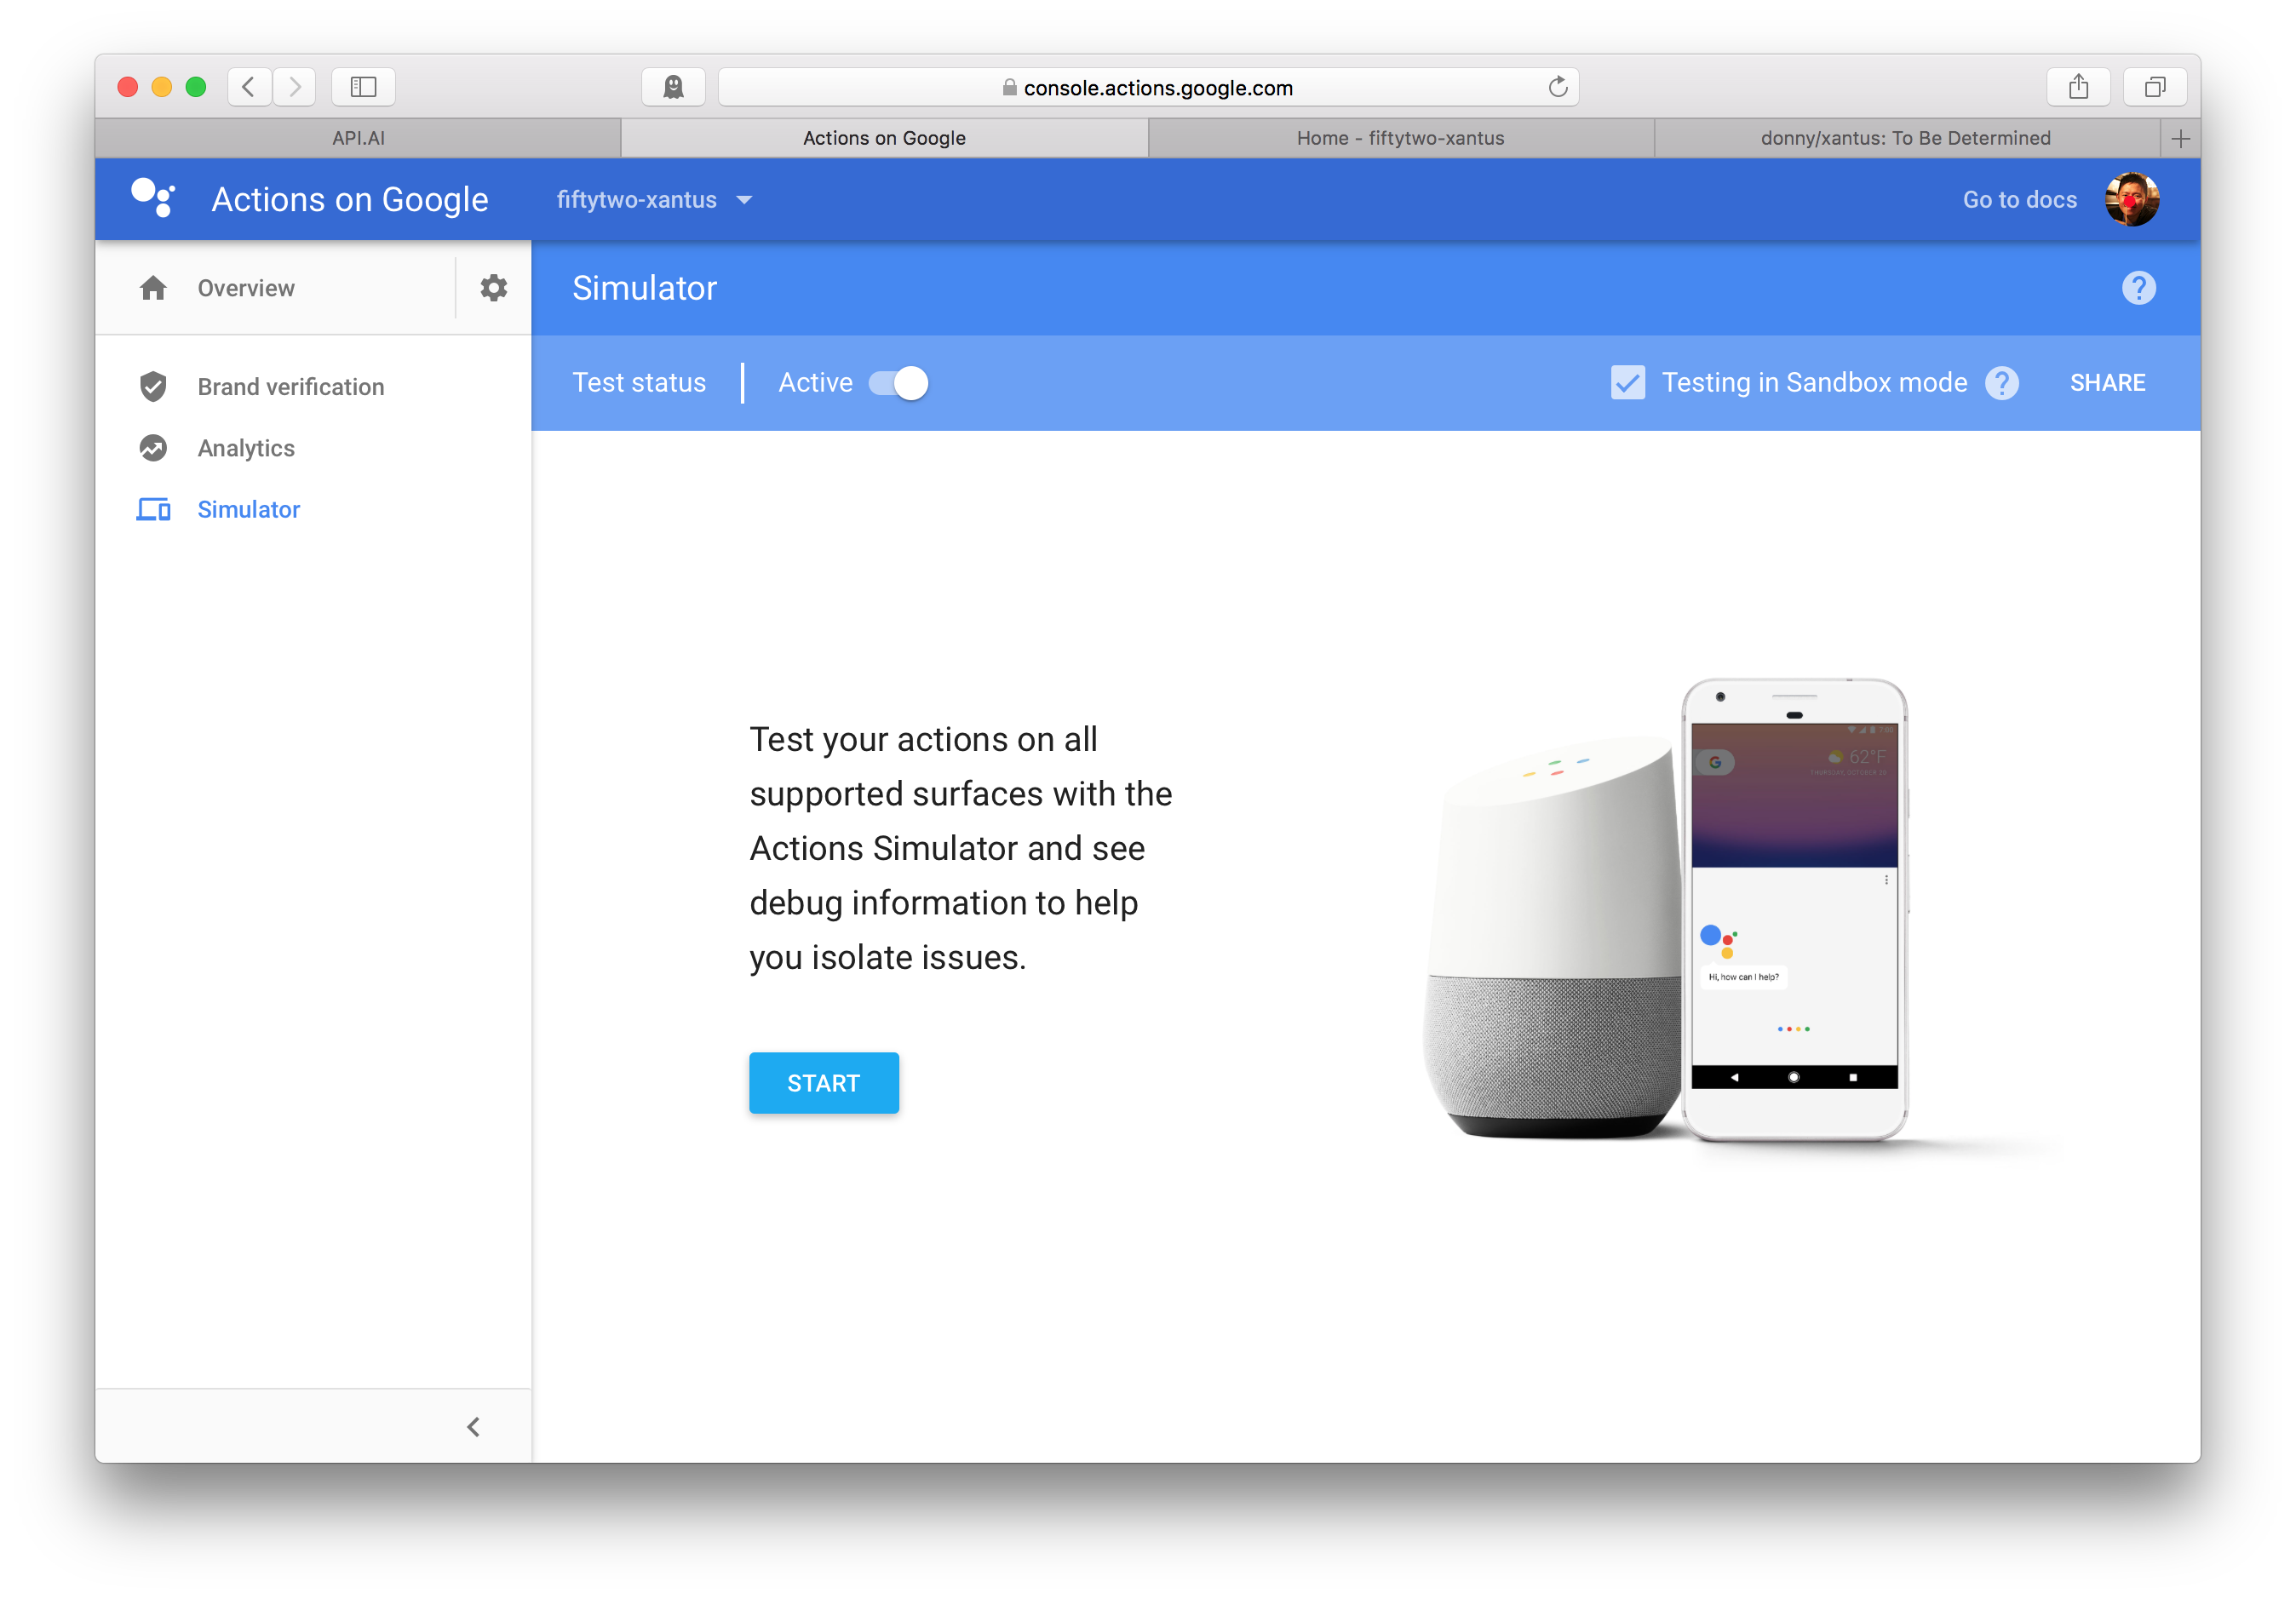 console.actions.google.com
API.AI
Actions on Google
Home - fiftytwo-xantus
donny/xantus: To Be Determined
Actions on Google
fiftytwo-xantus
Go to docs
Overview
Simulator
Test status
Active
Testing in Sandbox mode
SHARE
Brand verification
Analytics
Simulator
Test your actions on all
supported surfaces with the
Actions Simulator and see
debug information to help
you isolate issues.
START
G
62°F
Hi, how can I help?